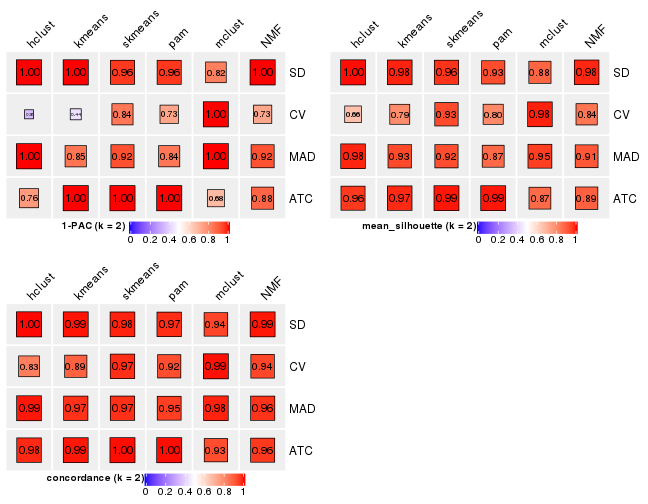 hclust kmeans skmeans pam mclust NMF
1.00 1.00 0.96 0.96 0.82 1.00 SD
0.84 0.73 1.00 0.73 CV
1.00 0.85 0.92 0.84 1.00 0.92 MAD
0.76 1.00 1.00 1.00 0.68 0.88 ATC
1-PAC (k = 2)
0 0.2 0.4 0.6 0.8 1
hclust kmeans skmeans pam mclust NMF
1.00 0.98 0.96 0.93 0.88 0.98 SD
0.66 0.79 0.93 0.80 0.98 0.84 CV
0.98 0.93 0.92 0.87 0.95 0.91 MAD
0.96 0.97 0.99 0.99 0.87 0.89 ATC
mean_silhouette (k = 2)
0 0.2 0.4 0.6 0.8 1
hclust kmeans skmeans pam mclust NMF
1.00 0.99 0.98 0.97 0.94 0.99 SD
0.83 0.89 0.97 0.92 0.99 0.94 CV
0.99 0.97 0.97 0.95 0.98 0.96 MAD
0.98 0.99 1.00 1.00 0.93 0.96 ATC
concordance (k = 2)
0 0.2 0.4 0.6 0.8 1